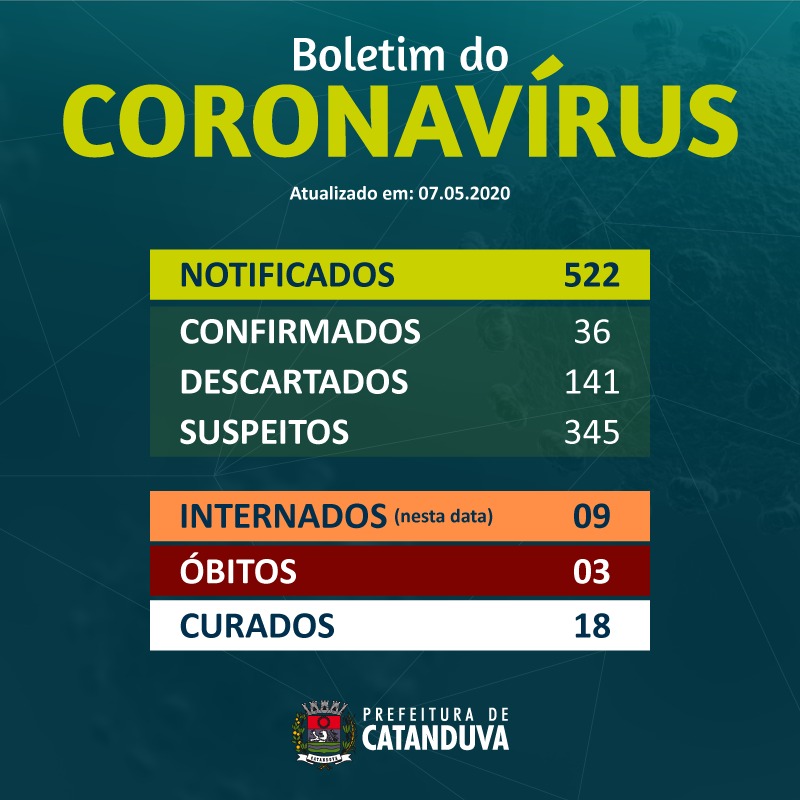 Boletim do
CORONAVÍRUS
Atualizado em: 07.05.2020
NOTIFICADOS 522
CONFIRMADOS 36
DESCARTADOS 141
SUSPEITOS 345
INTERNADOS (nesta data) 09
ÓBITOS 03
CURADOS 18
CATANDUVA
PREFEITURA DE
CATANDUVA